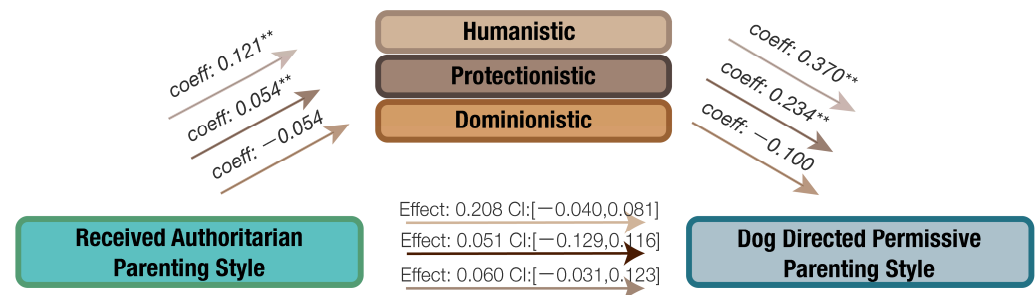 Humanistic
Protectionistic
Dominionistic
coeff: 0.121**
coeff: 0.054**
coeff: −0.054
coeff: 0.370**
coeff: 0.234**
coeff: −0.100
Effect: 0.208 CI:[−0.040,0.081]
Effect: 0.051 CI:[−0.129,0.116]
Effect: 0.060 CI:[−0.031,0.123]
Received Authoritarian
Parenting Style
Dog Directed Permissive
Parenting Style